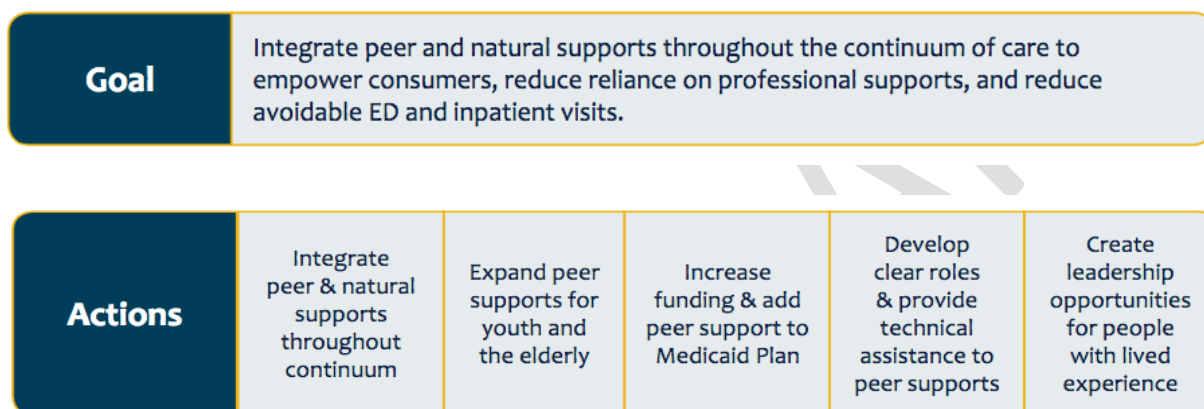 Goal
Integrate peer and natural supports throughout the continuum of care to
empower consumers, reduce reliance on professional supports, and reduce
avoidable ED and inpatient visits.
Actions
Integrate
peer & natural
supports
throughout
continuum
Expand peer
supports for
youth and
the elderly
Increase
funding & add
peer support to
Medicaid Plan
Develop
clear roles
& provide
technical
assistance to
peer supports
Create
leadership
opportunities
for people
with lived
experience